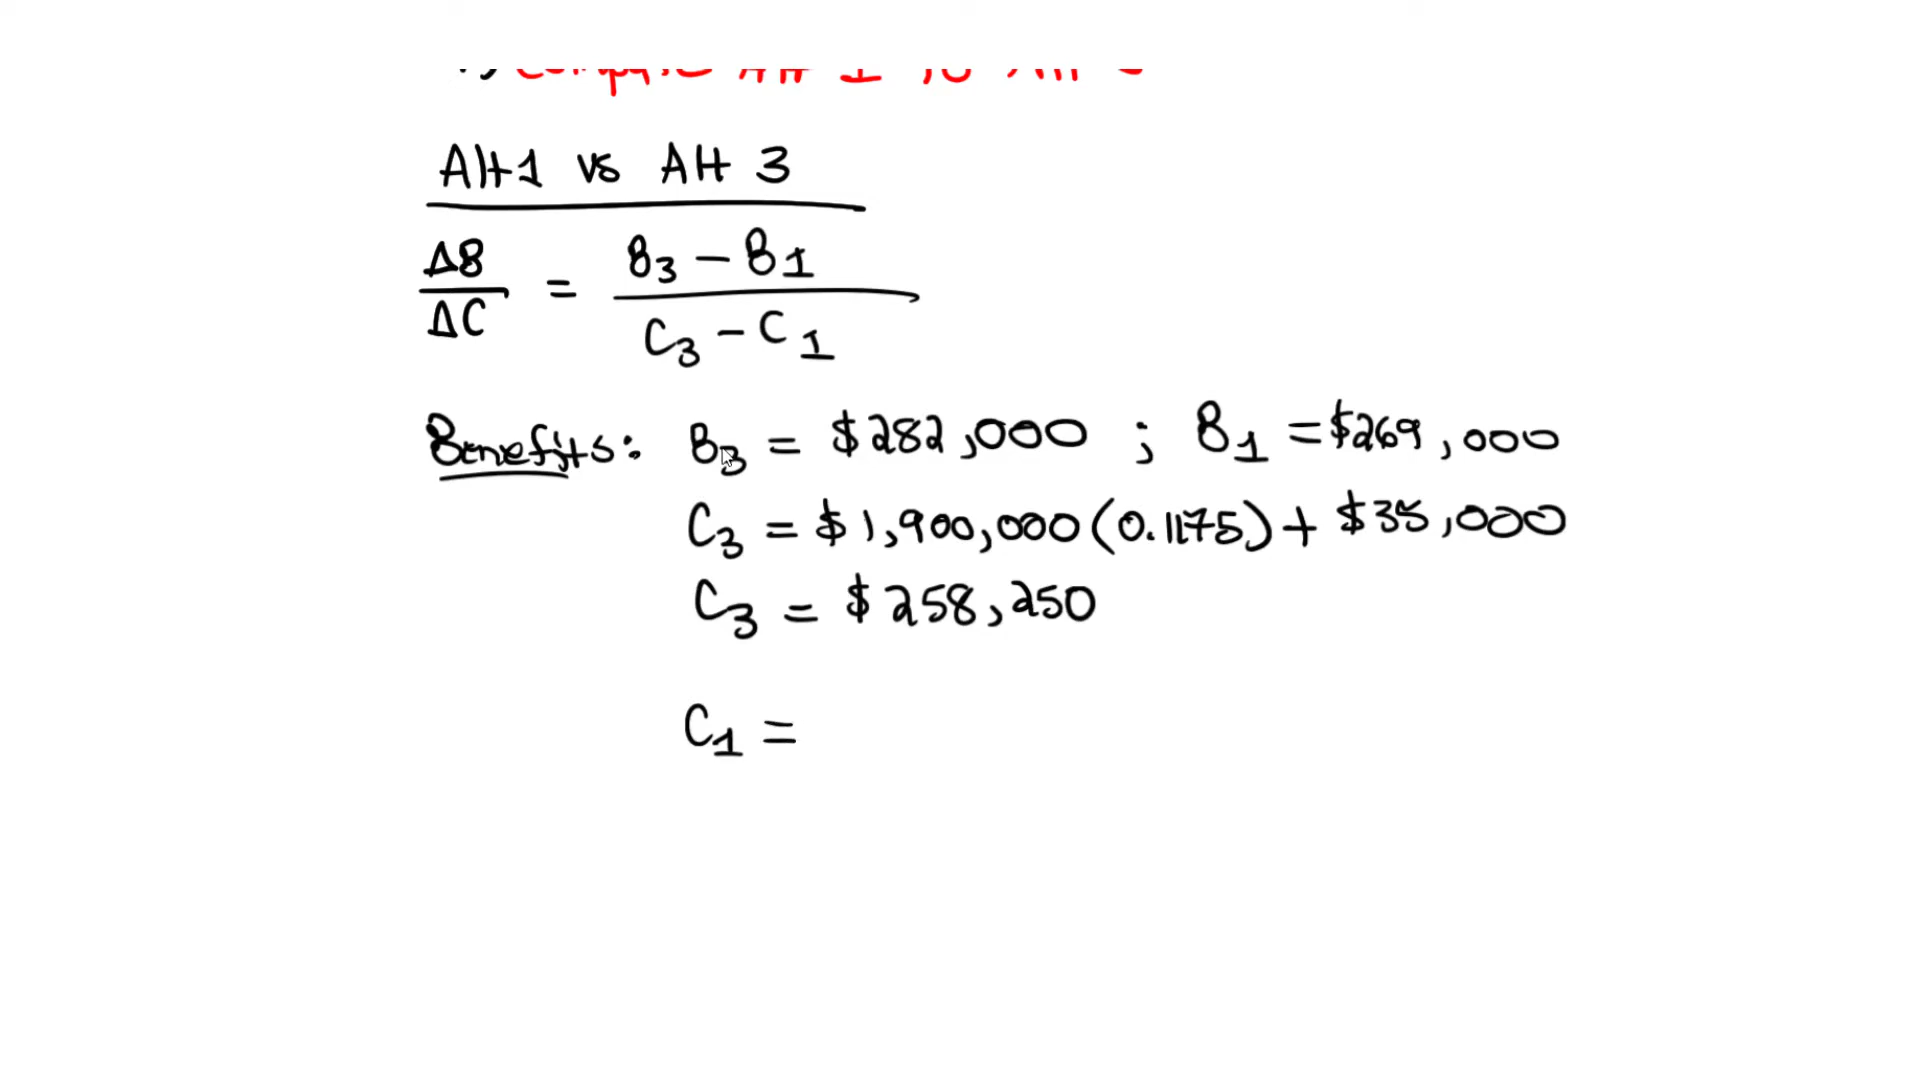 Alt 1 vs Alt 3
ΔB/ΔC = (B3 − B1)/(C3 − C1)
Benefits: B3 = $282,000 ; B1 = $269,000
C3 = $1,900,000(0.1175) + $35,000
C3 = $258,250
C1 =